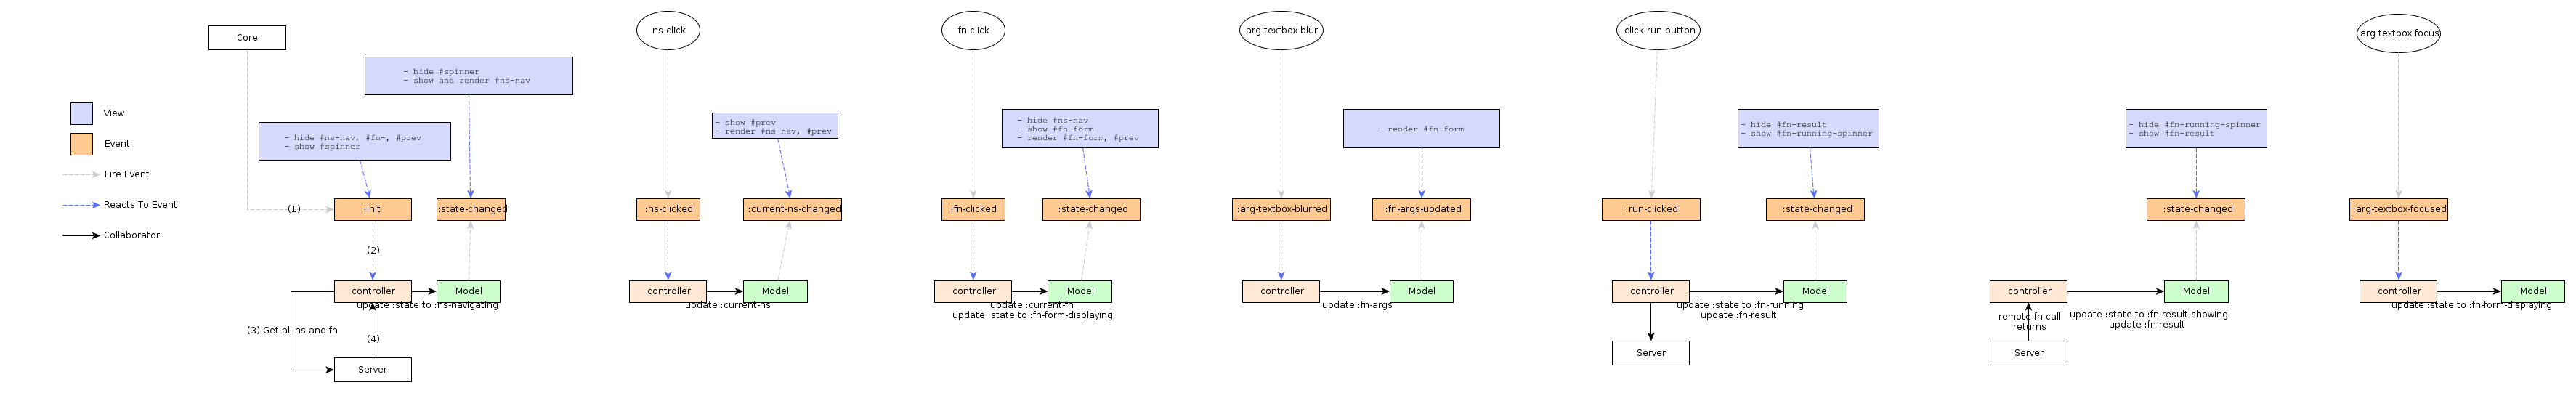 View
Event
Fire Event
Reacts To Event
Collaborator
Core
- hide #spinner
- show and render #ns-nav
- hide #ns-nav, #fn-, #prev
- show #spinner
(1)
:init
:state-changed
(2)
controller
Model
update :state to :ns-navigating
(3) Get all ns and fn
(4)
Server
ns click
- show #prev
- render #ns-nav, #prev
:ns-clicked
:current-ns-changed
controller
Model
update :current-ns
fn click
- hide #ns-nav
- show #fn-form
- render #fn-form, #prev
:fn-clicked
:state-changed
controller
Model
update :current-fn
update :state to :fn-form-displaying
arg textbox blur
- render #fn-form
:arg-textbox-blurred
:fn-args-updated
controller
Model
update :fn-args
click run button
- hide #fn-result
- show #fn-running-spinner
:run-clicked
:state-changed
controller
Model
update :state to :fn-running
update :fn-result
Server
- hide #fn-running-spinner
- show #fn-result
:state-changed
controller
Model
remote fn call
returns
update :state to :fn-result-showing
update :fn-result
Server
arg textbox focus
:arg-textbox-focused
controller
Model
update :state to :fn-form-displaying